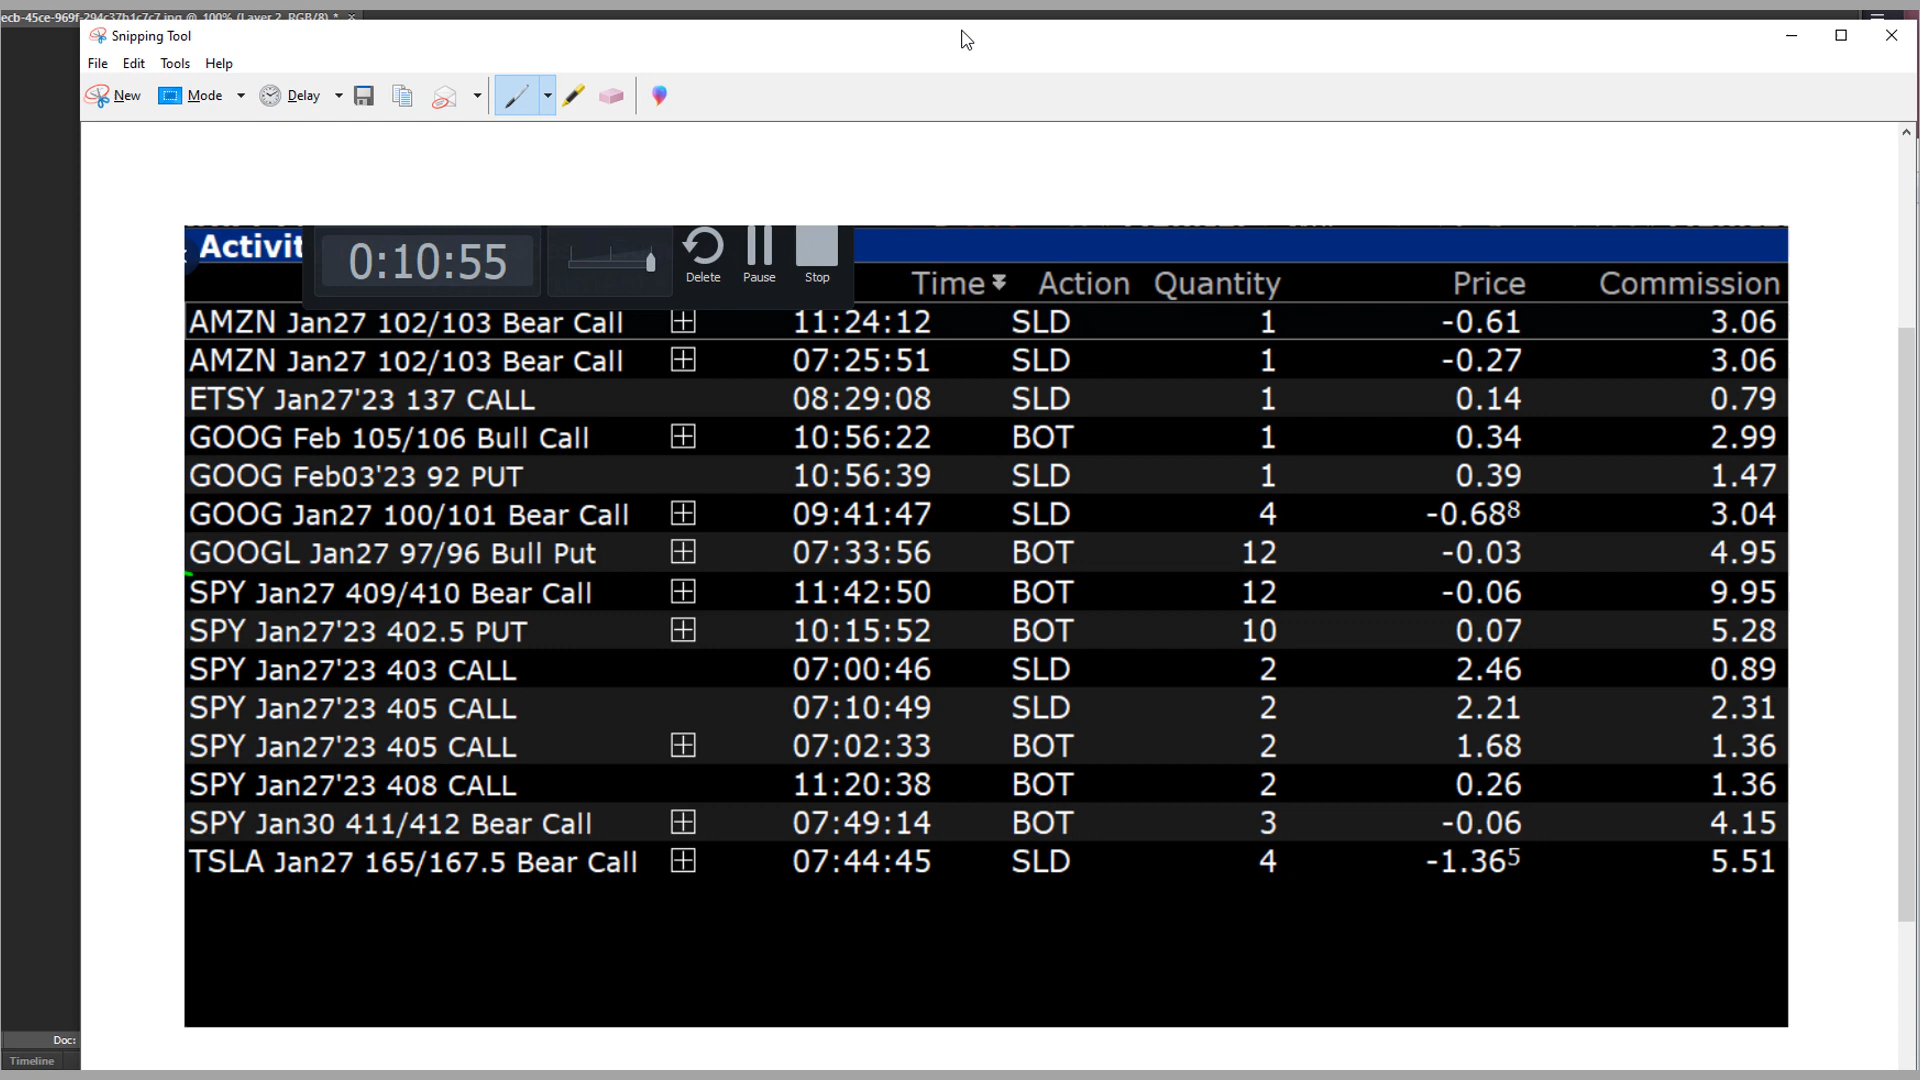 ecb-45ce-969f-294c37b1c7c7.jpg @ 100% (Layer 2, RGB/8) * ×
Snipping Tool
File Edit Tools Help
New Mode Delay
Activit
0:10:55 Delete Pause Stop
Time Action Quantity Price Commission
AMZN Jan27 102/103 Bear Call 11:24:12 SLD 1 -0.61 3.06
AMZN Jan27 102/103 Bear Call 07:25:51 SLD 1 -0.27 3.06
ETSY Jan27'23 137 CALL 08:29:08 SLD 1 0.14 0.79
GOOG Feb 105/106 Bull Call 10:56:22 BOT 1 0.34 2.99
GOOG Feb03'23 92 PUT 10:56:39 SLD 1 0.39 1.47
GOOG Jan27 100/101 Bear Call 09:41:47 SLD 4 -0.68⁸ 3.04
GOOGL Jan27 97/96 Bull Put 07:33:56 BOT 12 -0.03 4.95
SPY Jan27 409/410 Bear Call 11:42:50 BOT 12 -0.06 9.95
SPY Jan27'23 402.5 PUT 10:15:52 BOT 10 0.07 5.28
SPY Jan27'23 403 CALL 07:00:46 SLD 2 2.46 0.89
SPY Jan27'23 405 CALL 07:10:49 SLD 2 2.21 2.31
SPY Jan27'23 405 CALL 07:02:33 BOT 2 1.68 1.36
SPY Jan27'23 408 CALL 11:20:38 BOT 2 0.26 1.36
SPY Jan30 411/412 Bear Call 07:49:14 BOT 3 -0.06 4.15
TSLA Jan27 165/167.5 Bear Call 07:44:45 SLD 4 -1.36⁵ 5.51
Doc:
Timeline